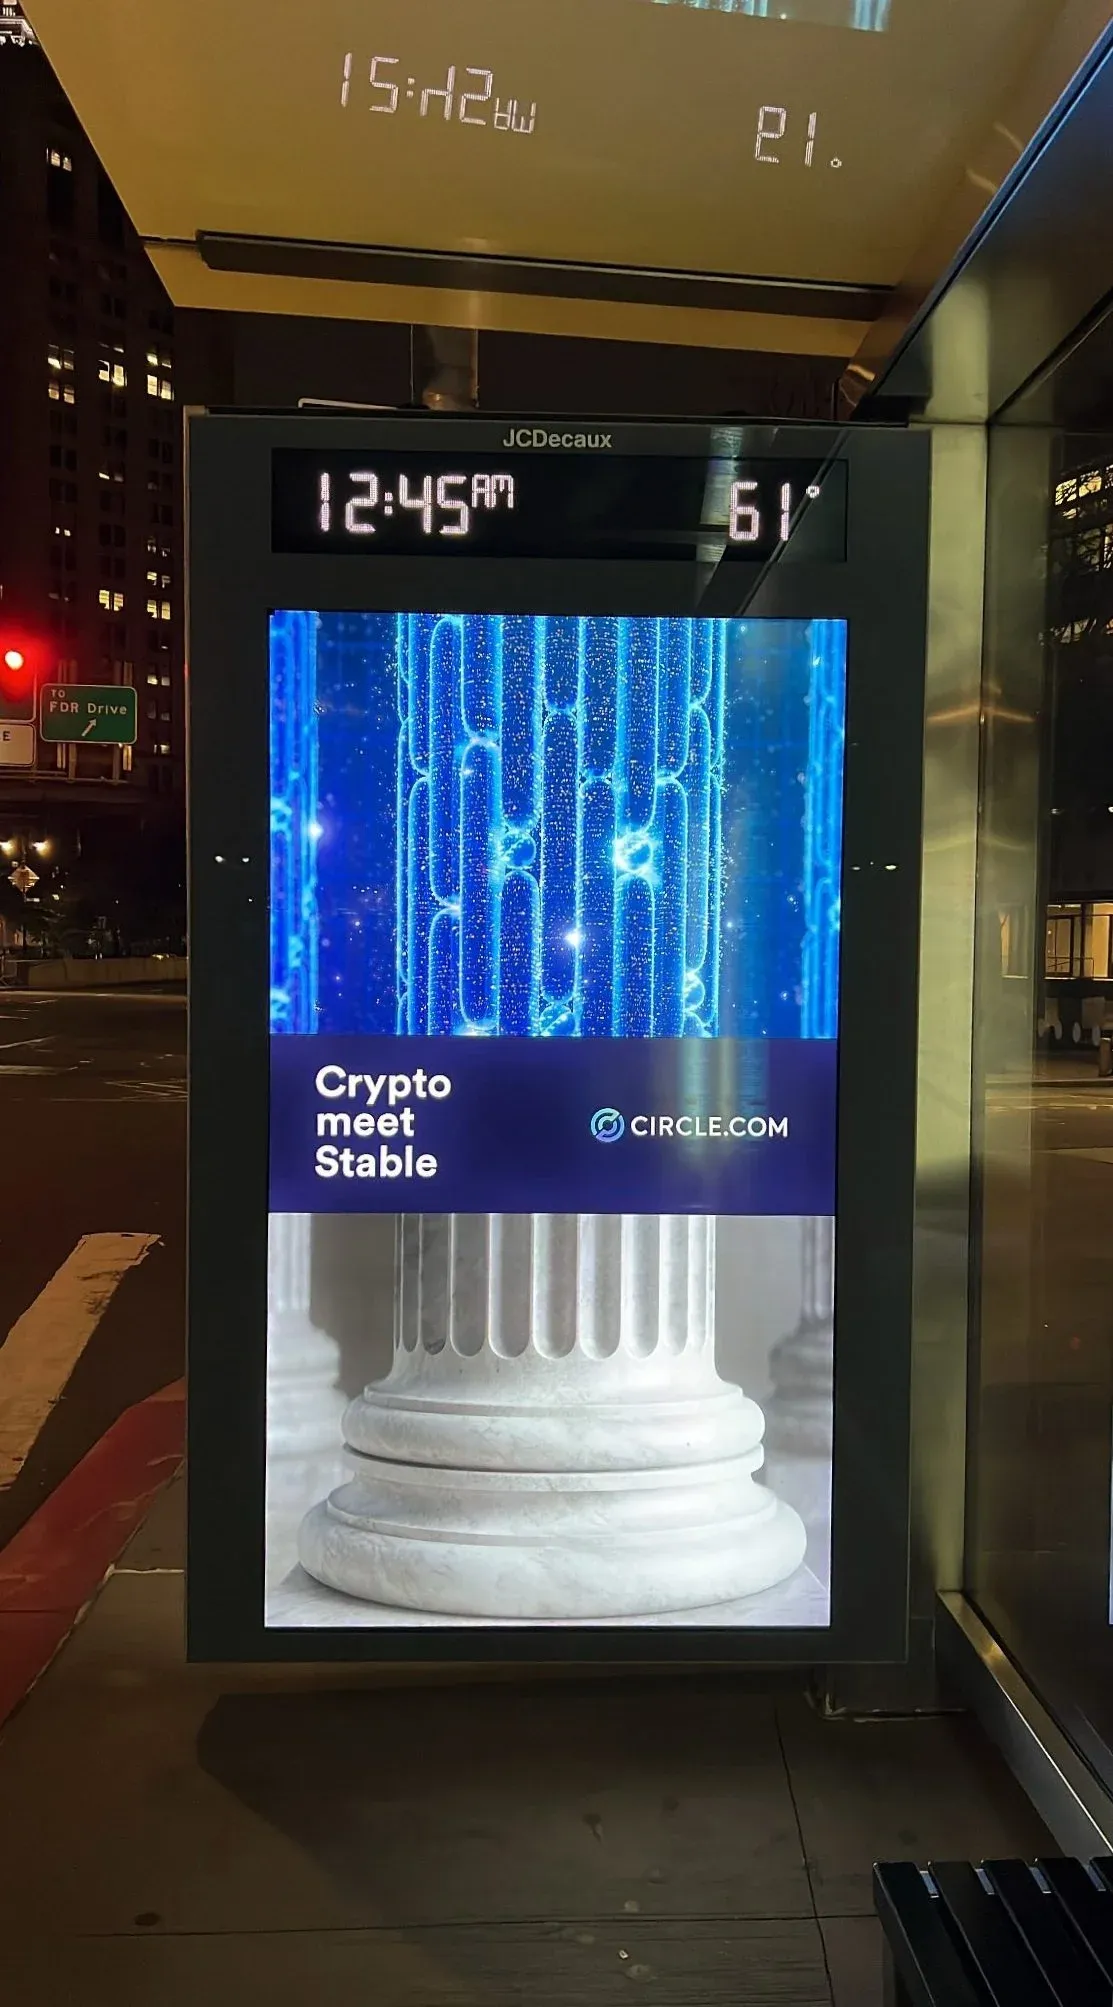 JCDecaux
12:45AM
61°
TO
FDR Drive
E
Crypto
meet
Stable
CIRCLE.COM